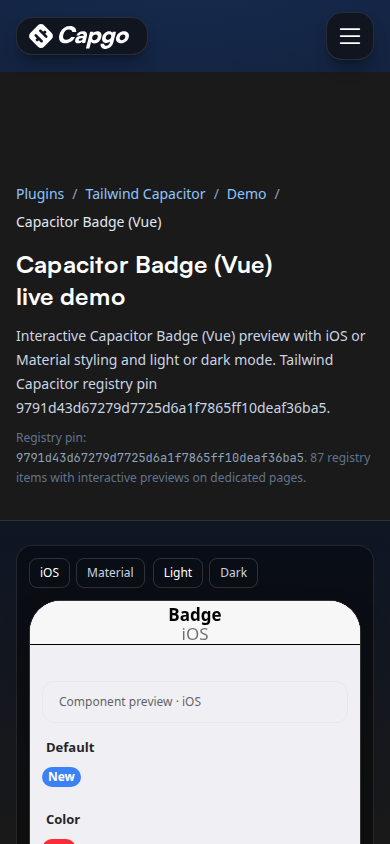 Capgo
Plugins / Tailwind Capacitor / Demo /
Capacitor Badge (Vue)
Capacitor Badge (Vue)
live demo
Interactive Capacitor Badge (Vue) preview with iOS or
Material styling and light or dark mode. Tailwind
Capacitor registry pin
9791d43d67279d7725d6a1f7865ff10deaf36ba5.
Registry pin:
9791d43d67279d7725d6a1f7865ff10deaf36ba5. 87 registry
items with interactive previews on dedicated pages.
iOS Material Light Dark
Badge
iOS
Component preview · iOS
Default
New
Color